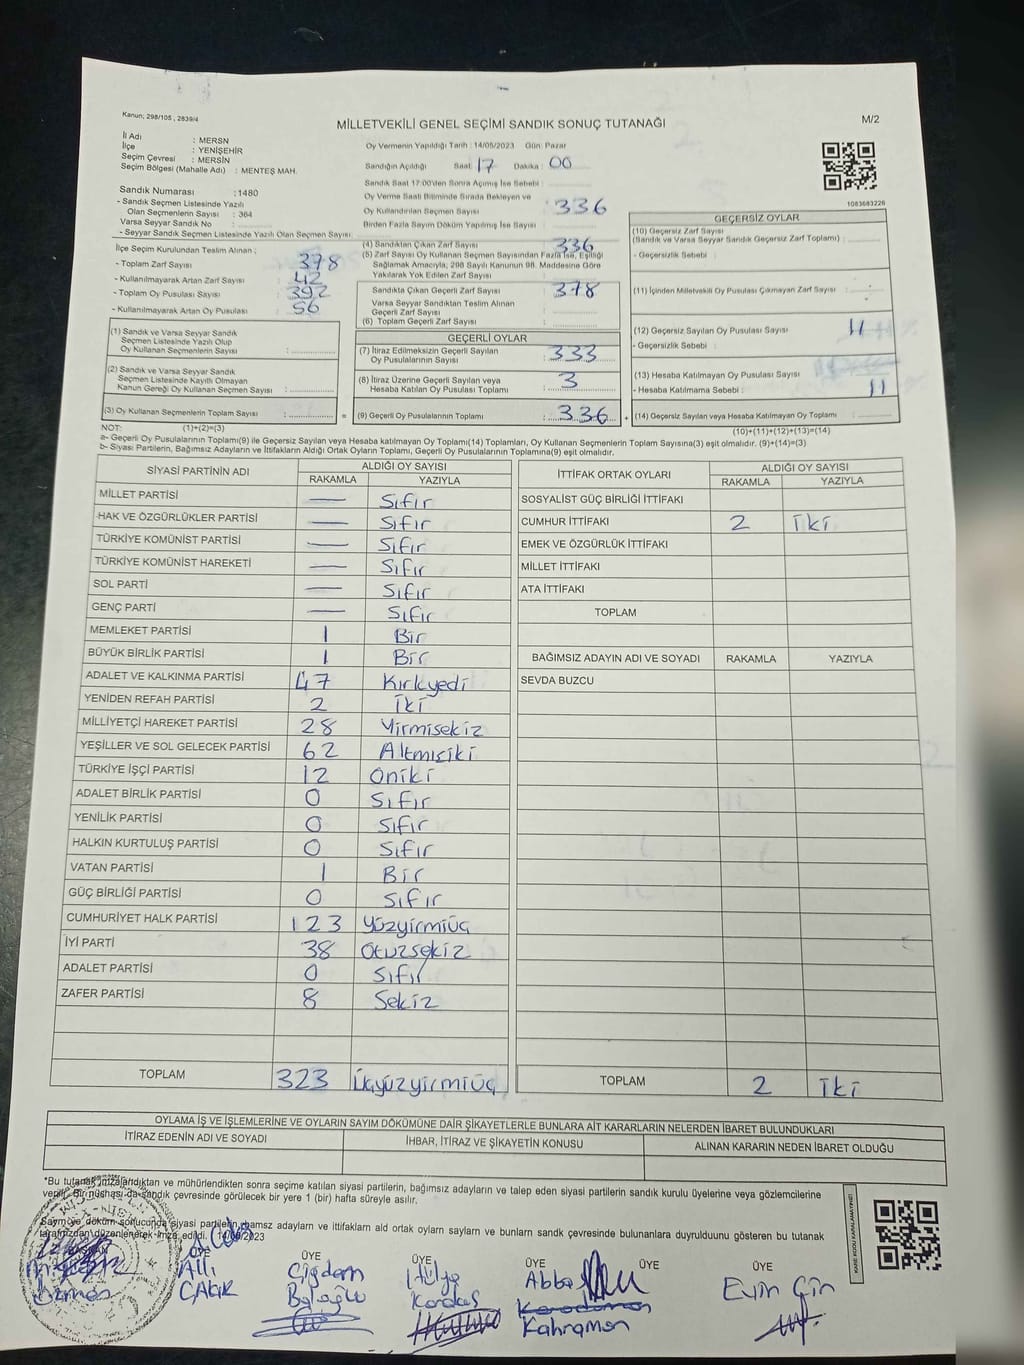 Kanun; 298/105 , 2839/4
MİLLETVEKİLİ GENEL SEÇİMİ SANDIK SONUÇ TUTANAĞI
M/2
İl Adı : MERSN
İlçe : YENİŞEHİR
Seçim Çevresi : MERSİN
Seçim Bölgesi (Mahalle Adı) : MENTEŞ MAH.
Oy Vermenin Yapıldığı Tarih : 14/05/2023 Gün: Pazar
Sandığın Açıldığı Saat 17 Dakika : 00
Sandık Saat 17:00'den Sonra Açımış İse Sebebi :
Oy Verme Saati Bitiminde Sırada Bekleyen ve
Oy Kullandırılan Seçmen Sayısı : 336
Birden Fazla Sayım Döküm Yapılmış İse Sayısı :
1083683226
Sandık Numarası : 1480
- Sandık Seçmen Listesinde Yazılı
Olan Seçmenlerin Sayısı : 364
Varsa Seyyar Sandık No :
- Seyyar Sandık Seçmen Listesinde Yazılı Olan Seçmen Sayısı :
İlçe Seçim Kurulundan Teslim Alınan ;
- Toplam Zarf Sayısı : 378
- Kullanılmayarak Artan Zarf Sayısı : 42
- Toplam Oy Pusulası Sayısı : 392
- Kullanılmayarak Artan Oy Pusulası : 56
(4) Sandıktan Çıkan Zarf Sayısı : 336
(5) Zarf Sayısı Oy Kullanan Seçmen Sayısından Fazla İse, Eşitliği
Sağlamak Amacıyla, 298 Sayılı Kanunun 98. Maddesine Göre
Yakılarak Yok Edilen Zarf Sayısı :
Sandıkta Çıkan Geçerli Zarf Sayısı : 378
Varsa Seyyar Sandıktan Teslim Alınan
Geçerli Zarf Sayısı :
(6) Toplam Geçerli Zarf Sayısı :
GEÇERSİZ OYLAR
(10) Geçersiz Zarf Sayısı
(Sandık ve Varsa Seyyar Sandık Geçersiz Zarf Toplamı) :
- Geçersizlik Sebebi :
(11) İçinden Milletvekili Oy Pusulası Çıkmayan Zarf Sayısı :
(12) Geçersiz Sayılan Oy Pusulası Sayısı : 11
- Geçersizlik Sebebi :
(13) Hesaba Katılmayan Oy Pusulası Sayısı :
- Hesaba Katılmama Sebebi : 11
(14) Geçersiz Sayılan veya Hesaba Katılmayan Oy Toplamı :
(10)+(11)+(12)+(13)=(14)
(1) Sandık ve Varsa Seyyar Sandık
Seçmen Listesinde Yazılı Olup
Oy Kullanan Seçmenlerin Sayısı :
(2) Sandık ve Varsa Seyyar Sandık
Seçmen Listesinde Kayıtlı Olmayan
Kanun Gereği Oy Kullanan Seçmen Sayısı :
(3) Oy Kullanan Seçmenlerin Toplam Sayısı : =
GEÇERLİ OYLAR
(7) İtiraz Edilmeksizin Geçerli Sayılan
Oy Pusulalarının Sayısı : 333
(8) İtiraz Üzerine Geçerli Sayılan veya
Hesaba Katılan Oy Pusulaları Toplamı : 3
(9) Geçerli Oy Pusulalarının Toplamı : 336 +
NOT: (1)+(2)=(3)
a- Geçerli Oy Pusulalarının Toplamı(9) ile Geçersiz Sayılan veya Hesaba katılmayan Oy Toplamı(14) Toplamları, Oy Kullanan Seçmenlerin Toplam Sayısına(3) eşit olmalıdır. (9)+(14)=(3)
b- Siyasi Partilerin, Bağımsız Adayların ve İttifakların Aldığı Ortak Oyların Toplamı, Geçerli Oy Pusulalarının Toplamına(9) eşit olmalıdır.
SİYASİ PARTİNİN ADI ALDIĞI OY SAYISI
RAKAMLA YAZIYLA
MİLLET PARTİSİ — Sıfır
HAK VE ÖZGÜRLÜKLER PARTİSİ — Sıfır
TÜRKİYE KOMÜNİST PARTİSİ — Sıfır
TÜRKİYE KOMÜNİST HAREKETİ — Sıfır
SOL PARTİ — Sıfır
GENÇ PARTİ — Sıfır
MEMLEKET PARTİSİ 1 Bir
BÜYÜK BİRLİK PARTİSİ 1 Bir
ADALET VE KALKINMA PARTİSİ 47 Kırkyedi
YENİDEN REFAH PARTİSİ 2 İki
MİLLİYETÇİ HAREKET PARTİSİ 28 Yirmisekiz
YEŞİLLER VE SOL GELECEK PARTİSİ 62 Altmışiki
TÜRKİYE İŞÇİ PARTİSİ 12 Oniki
ADALET BİRLİK PARTİSİ 0 Sıfır
YENİLİK PARTİSİ 0 Sıfır
HALKIN KURTULUŞ PARTİSİ 0 Sıfır
VATAN PARTİSİ 1 Bir
GÜÇ BİRLİĞİ PARTİSİ 0 Sıfır
CUMHURİYET HALK PARTİSİ 123 Yüzyirmiüç
İYİ PARTİ 38 Otuzsekiz
ADALET PARTİSİ 0 Sıfır
ZAFER PARTİSİ 8 Sekiz
TOPLAM 323 Üçyüzyirmiüç
İTTİFAK ORTAK OYLARI ALDIĞI OY SAYISI
RAKAMLA YAZIYLA
SOSYALİST GÜÇ BİRLİĞİ İTTİFAKI
CUMHUR İTTİFAKI 2 iki
EMEK VE ÖZGÜRLÜK İTTİFAKI
MİLLET İTTİFAKI
ATA İTTİFAKI
TOPLAM
BAĞIMSIZ ADAYIN ADI VE SOYADI RAKAMLA YAZIYLA
SEVDA BUZCU
TOPLAM 2 İki
OYLAMA İŞ VE İŞLEMLERİNE VE OYLARIN SAYIM DÖKÜMÜNE DAİR ŞİKAYETLERLE BUNLARA AİT KARARLARIN NELERDEN İBARET BULUNDUKLARI
İTİRAZ EDENİN ADI VE SOYADI İHBAR, İTİRAZ VE ŞİKAYETİN KONUSU ALINAN KARARIN NEDEN İBARET OLDUĞU
*Bu tutanak imzalandıktan ve mühürlendikten sonra seçime katılan siyasi partilerin, bağımsız adayların ve talep eden siyasi partilerin sandık kurulu üyelerine veya gözlemcilerine
verilir. Bir nüshası da sandık çevresinde görülecek bir yere 1 (bir) hafta süreyle asılır.
Saym ve döküm sonucunda siyasi partilerin, bamsz adayların ve ittifakların ald ortak oyların sayların ve bunların sandk çevresinde bulunanlara duyruldduunu gösteren bu tutanak
tarafmzdan düzenlenerek imza edildi. 14/05/2023
ÜYE ÜYE ÜYE ÜYE ÜYE ÜYE
Çiğdem
Hülya
Karakaş
Kahraman
Evin Çin